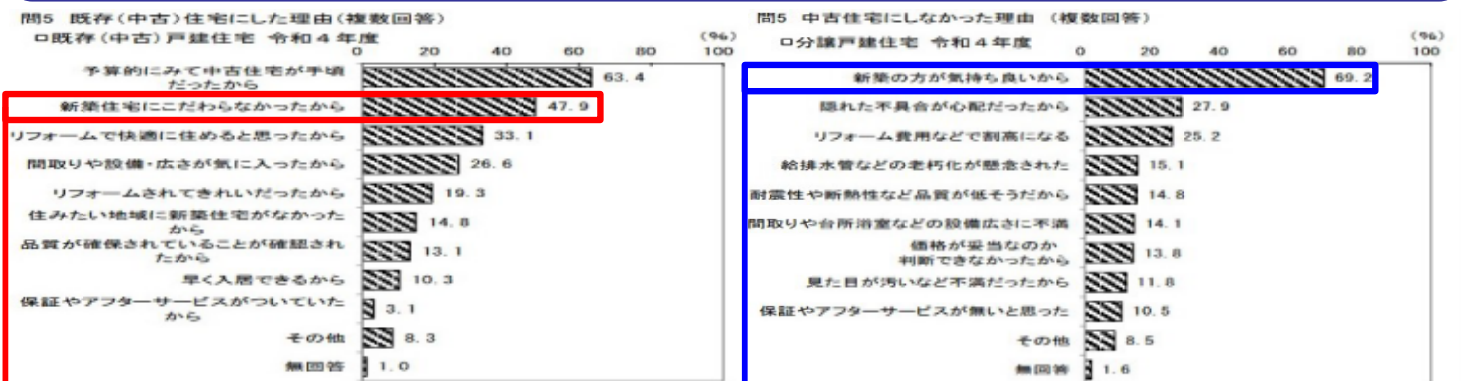 問5 既存(中古)住宅にした理由(複数回答)
□既存(中古)戸建住宅 令和4年度
(%)
0 20 40 60 80 100
予算的にみて中古住宅が手頃
だったから
63.4
新築住宅にこだわらなかったから
47.9
リフォームで快適に住めると思ったから
33.1
間取りや設備・広さが気に入ったから
26.6
リフォームされてきれいだったから
19.3
住みたい地域に新築住宅がなかった
から
14.8
品質が確保されていることが確認され
たから
13.1
早く入居できるから
10.3
保証やアフターサービスがついていた
から
3.1
その他
8.3
無回答
1.0
問5 中古住宅にしなかった理由 (複数回答)
□分譲戸建住宅 令和4年度
(%)
0 20 40 60 80 100
新築の方が気持ち良いから
69.2
隠れた不具合が心配だったから
27.9
リフォーム費用などで割高になる
25.2
給排水管などの老朽化が懸念された
15.1
耐震性や断熱性など品質が低そうだから
14.8
間取りや台所浴室などの設備広さに不満
14.1
価格が妥当なのか
判断できなかったから
13.8
見た目が汚いなど不満だったから
11.8
保証やアフターサービスが無いと思った
10.5
その他
8.5
無回答
1.6